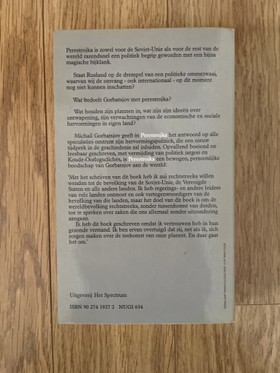 Perestrojka is zowel voor de Sovjet-Unie als voor de rest van de
wereld razendsnel een politiek begrip geworden met een bijna
magische bijklank.
Staat Rusland op de drempel van een politieke ommezwaai,
waarvan wij de omvang - ook internationaal - op dit moment
nog niet kunnen inschatten?
Wat bedoelt Gorbatsjov met perestrojka?
Wat houden zijn plannen in, wat zijn zijn ideeën over
ontwapening, zijn verwachtingen van de economische en sociale
hervormingen in eigen land?
Michail Gorbatsjov geeft in Perestrojka het antwoord op alle
speculaties omtrent zijn hervormingspolitiek, die een nieuw
tijdperk in de geschiedenis zal inluiden. Opvallend boeiend en
leesbaar geschreven, met vermijding van partij-jargon en
Koude-Oorlogsclichés, is Perestrojka een bewogen, persoonlijke
boodschap van Gorbatsjov aan de wereld:
'Met het schrijven van dit boek heb ik mij rechtstreeks willen
wenden tot de bevolking van de Sovjet-Unie, de Verenigde
Staten en alle andere landen. Ik heb regerings- en andere leiders
van vele landen ontmoet en ook vertegenwoordigers van de
bevolking van die landen, maar het doel van dit boek is om de
wereldbevolking rechtstreeks, zonder tussenkomst van derden,
toe te spreken over zaken die ons allemaal zonder uitzondering
aangaan.
Ik heb dit boek geschreven omdat ik vertrouwen heb in hun
gezonde verstand. Ik ben ervan overtuigd dat zij, net als ik, zich
zorgen maken over de toekomst van onze planeet. En daar gaat
het om.'
Uitgeverij Het Spectrum
ISBN 90 274 1937 2 NUGI 654